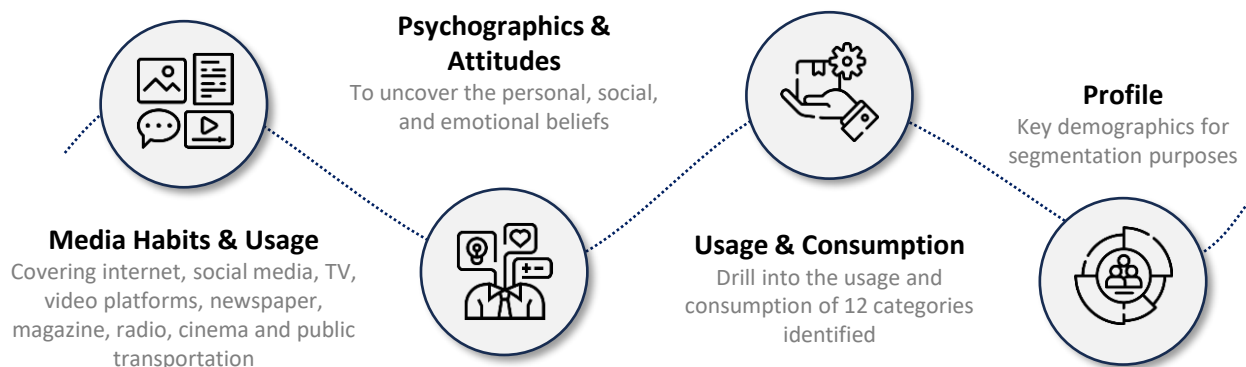 Media Habits & Usage
Covering internet, social media, TV,
video platforms, newspaper,
magazine, radio, cinema and public
transportation
Psychographics &
Attitudes
To uncover the personal, social,
and emotional beliefs
Usage & Consumption
Drill into the usage and
consumption of 12 categories
identified
Profile
Key demographics for
segmentation purposes